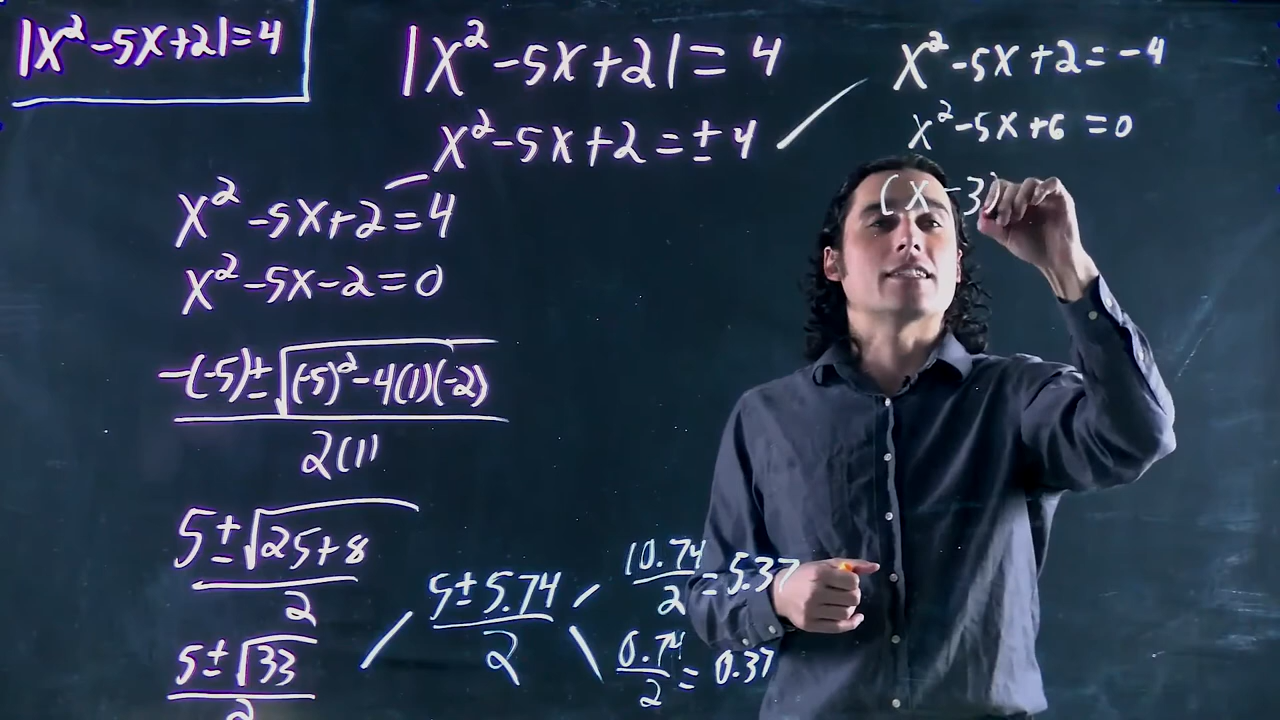 |x²-5x+2|=4
|x²-5x+2|=4
x²-5x+2=±4
x²-5x+2=4
x²-5x-2=0
-(-5)±√(-5)²-4(1)(-2)
2(1)
5±√25+8
2
5±√33
2
5±5.74
2
10.74
2
=5.37
0.74
2
=0.37
x²-5x+2=-4
x²-5x+6=0
(x-3)